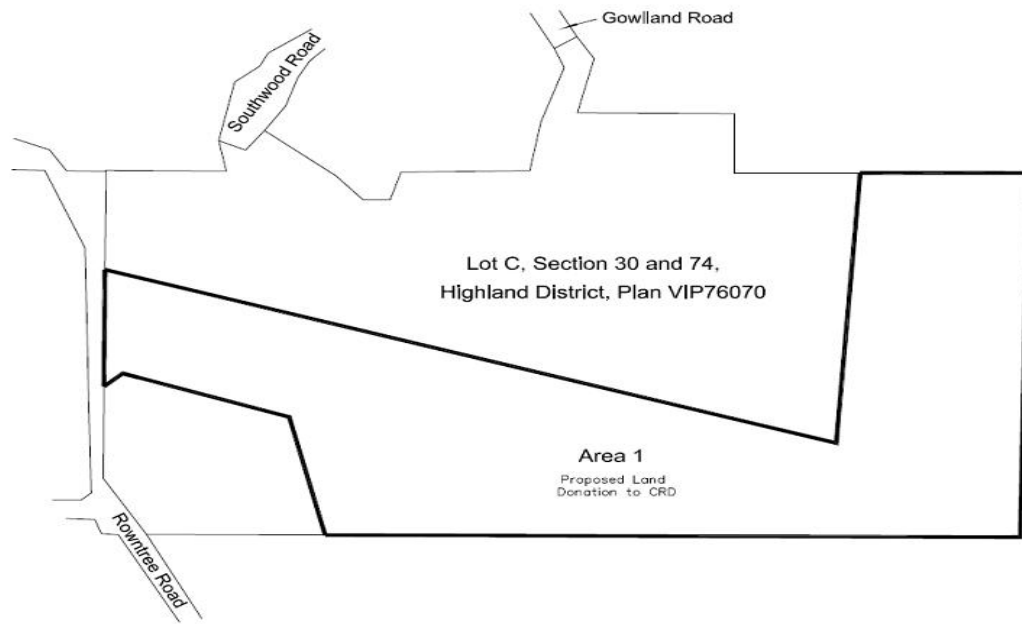 Gowlland Road
Southwood Road
Lot C, Section 30 and 74,
Highland District, Plan VIP76070
Area 1
Proposed Land
Donation to CRD
Rowntree Road